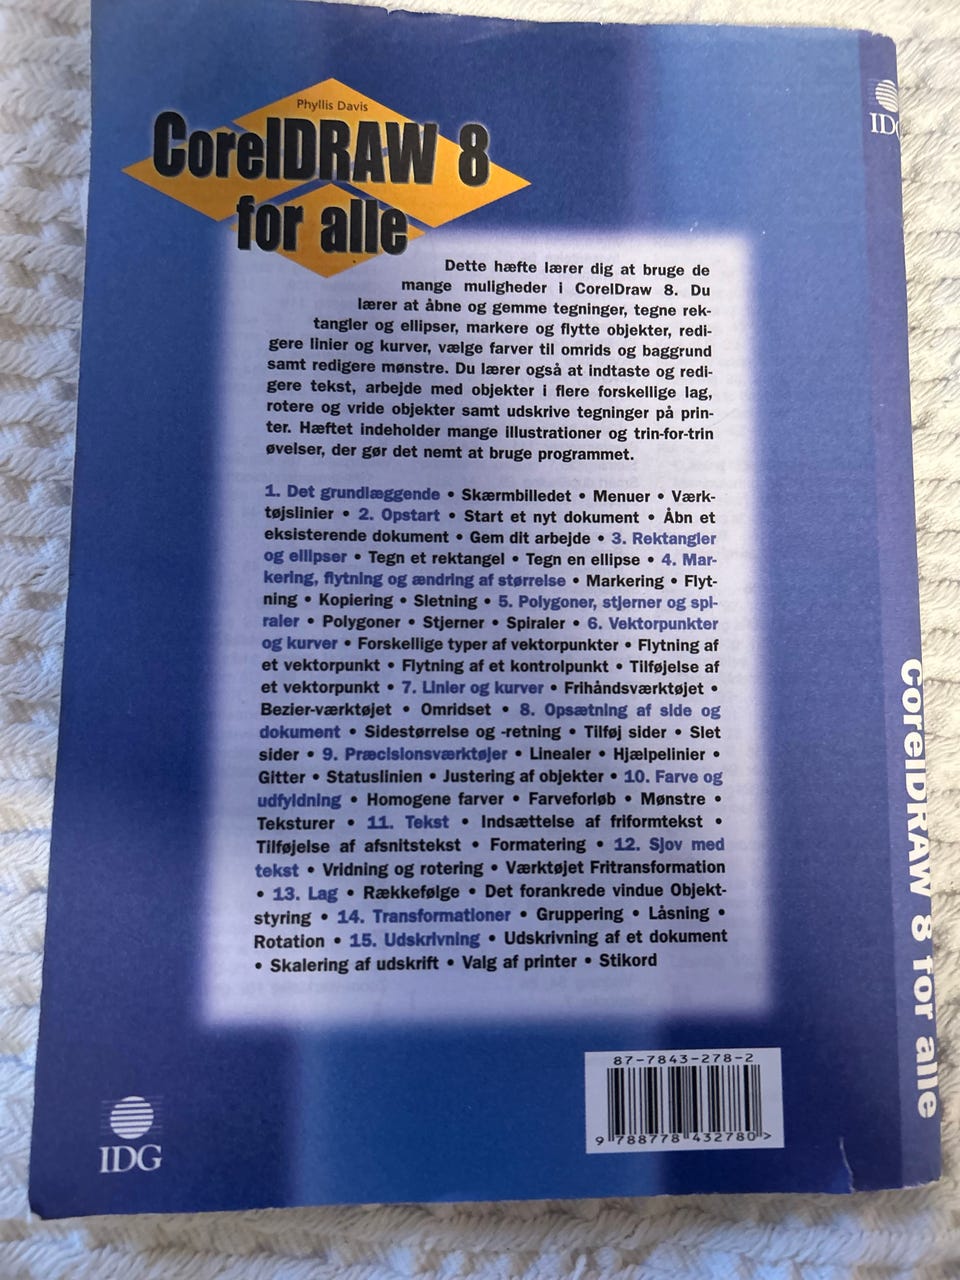 Phyllis Davis
CorelDRAW 8
for alle
Dette hæfte lærer dig at bruge de
mange muligheder i CorelDraw 8. Du
lærer at åbne og gemme tegninger, tegne rek-
tangler og ellipser, markere og flytte objekter, redi-
gere linier og kurver, vælge farver til omrids og baggrund
samt redigere mønstre. Du lærer også at indtaste og redi-
gere tekst, arbejde med objekter i flere forskellige lag,
rotere og vride objekter samt udskrive tegninger på prin-
ter. Hæftet indeholder mange illustrationer og trin-for-trin
øvelser, der gør det nemt at bruge programmet.
1. Det grundlæggende • Skærmbilledet • Menuer • Værk-
tøjslinier • 2. Opstart • Start et nyt dokument • Åbn et
eksisterende dokument • Gem dit arbejde • 3. Rektangler
og ellipser • Tegn et rektangel • Tegn en ellipse • 4. Mar-
kering, flytning og ændring af størrelse • Markering • Flyt-
ning • Kopiering • Sletning • 5. Polygoner, stjerner og spi-
raler • Polygoner • Stjerner • Spiraler • 6. Vektorpunkter
og kurver • Forskellige typer af vektorpunkter • Flytning af
et vektorpunkt • Flytning af et kontrolpunkt • Tilføjelse af
et vektorpunkt • 7. Linier og kurver • Frihåndsværktøjet •
Bezier-værktøjet • Omridset • 8. Opsætning af side og
dokument • Sidestørrelse og -retning • Tilføj sider • Slet
sider • 9. Præcisionsværktøjer • Linealer • Hjælpelinier •
Gitter • Statuslinien • Justering af objekter • 10. Farve og
udfyldning • Homogene farver • Farveforløb • Mønstre •
Teksturer • 11. Tekst • Indsættelse af friformtekst •
Tilføjelse af afsnitstekst • Formatering • 12. Sjov med
tekst • Vridning og rotering • Værktøjet Fritransformation
• 13. Lag • Rækkefølge • Det forankrede vindue Objekt-
styring • 14. Transformationer • Gruppering • Låsning •
Rotation • 15. Udskrivning • Udskrivning af et dokument
• Skalering af udskrift • Valg af printer • Stikord
87-7843-278-2
9 788778 432780 >
IDG
IDG
CorelDRAW 8 for alle